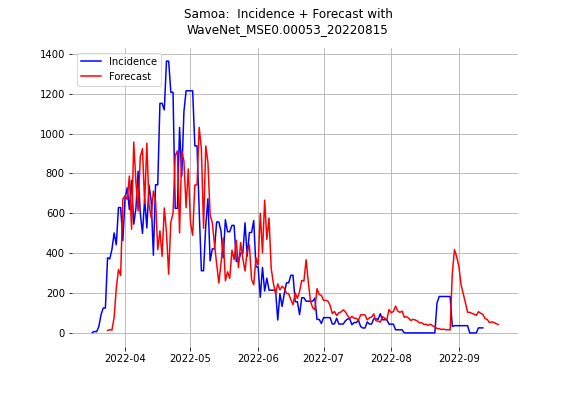 Samoa:  Incidence + Forecast with
WaveNet_MSE0.00053_20220815
Incidence
Forecast
1400
1200
1000
800
600
400
200
0
2022-04 2022-05 2022-06 2022-07 2022-08 2022-09